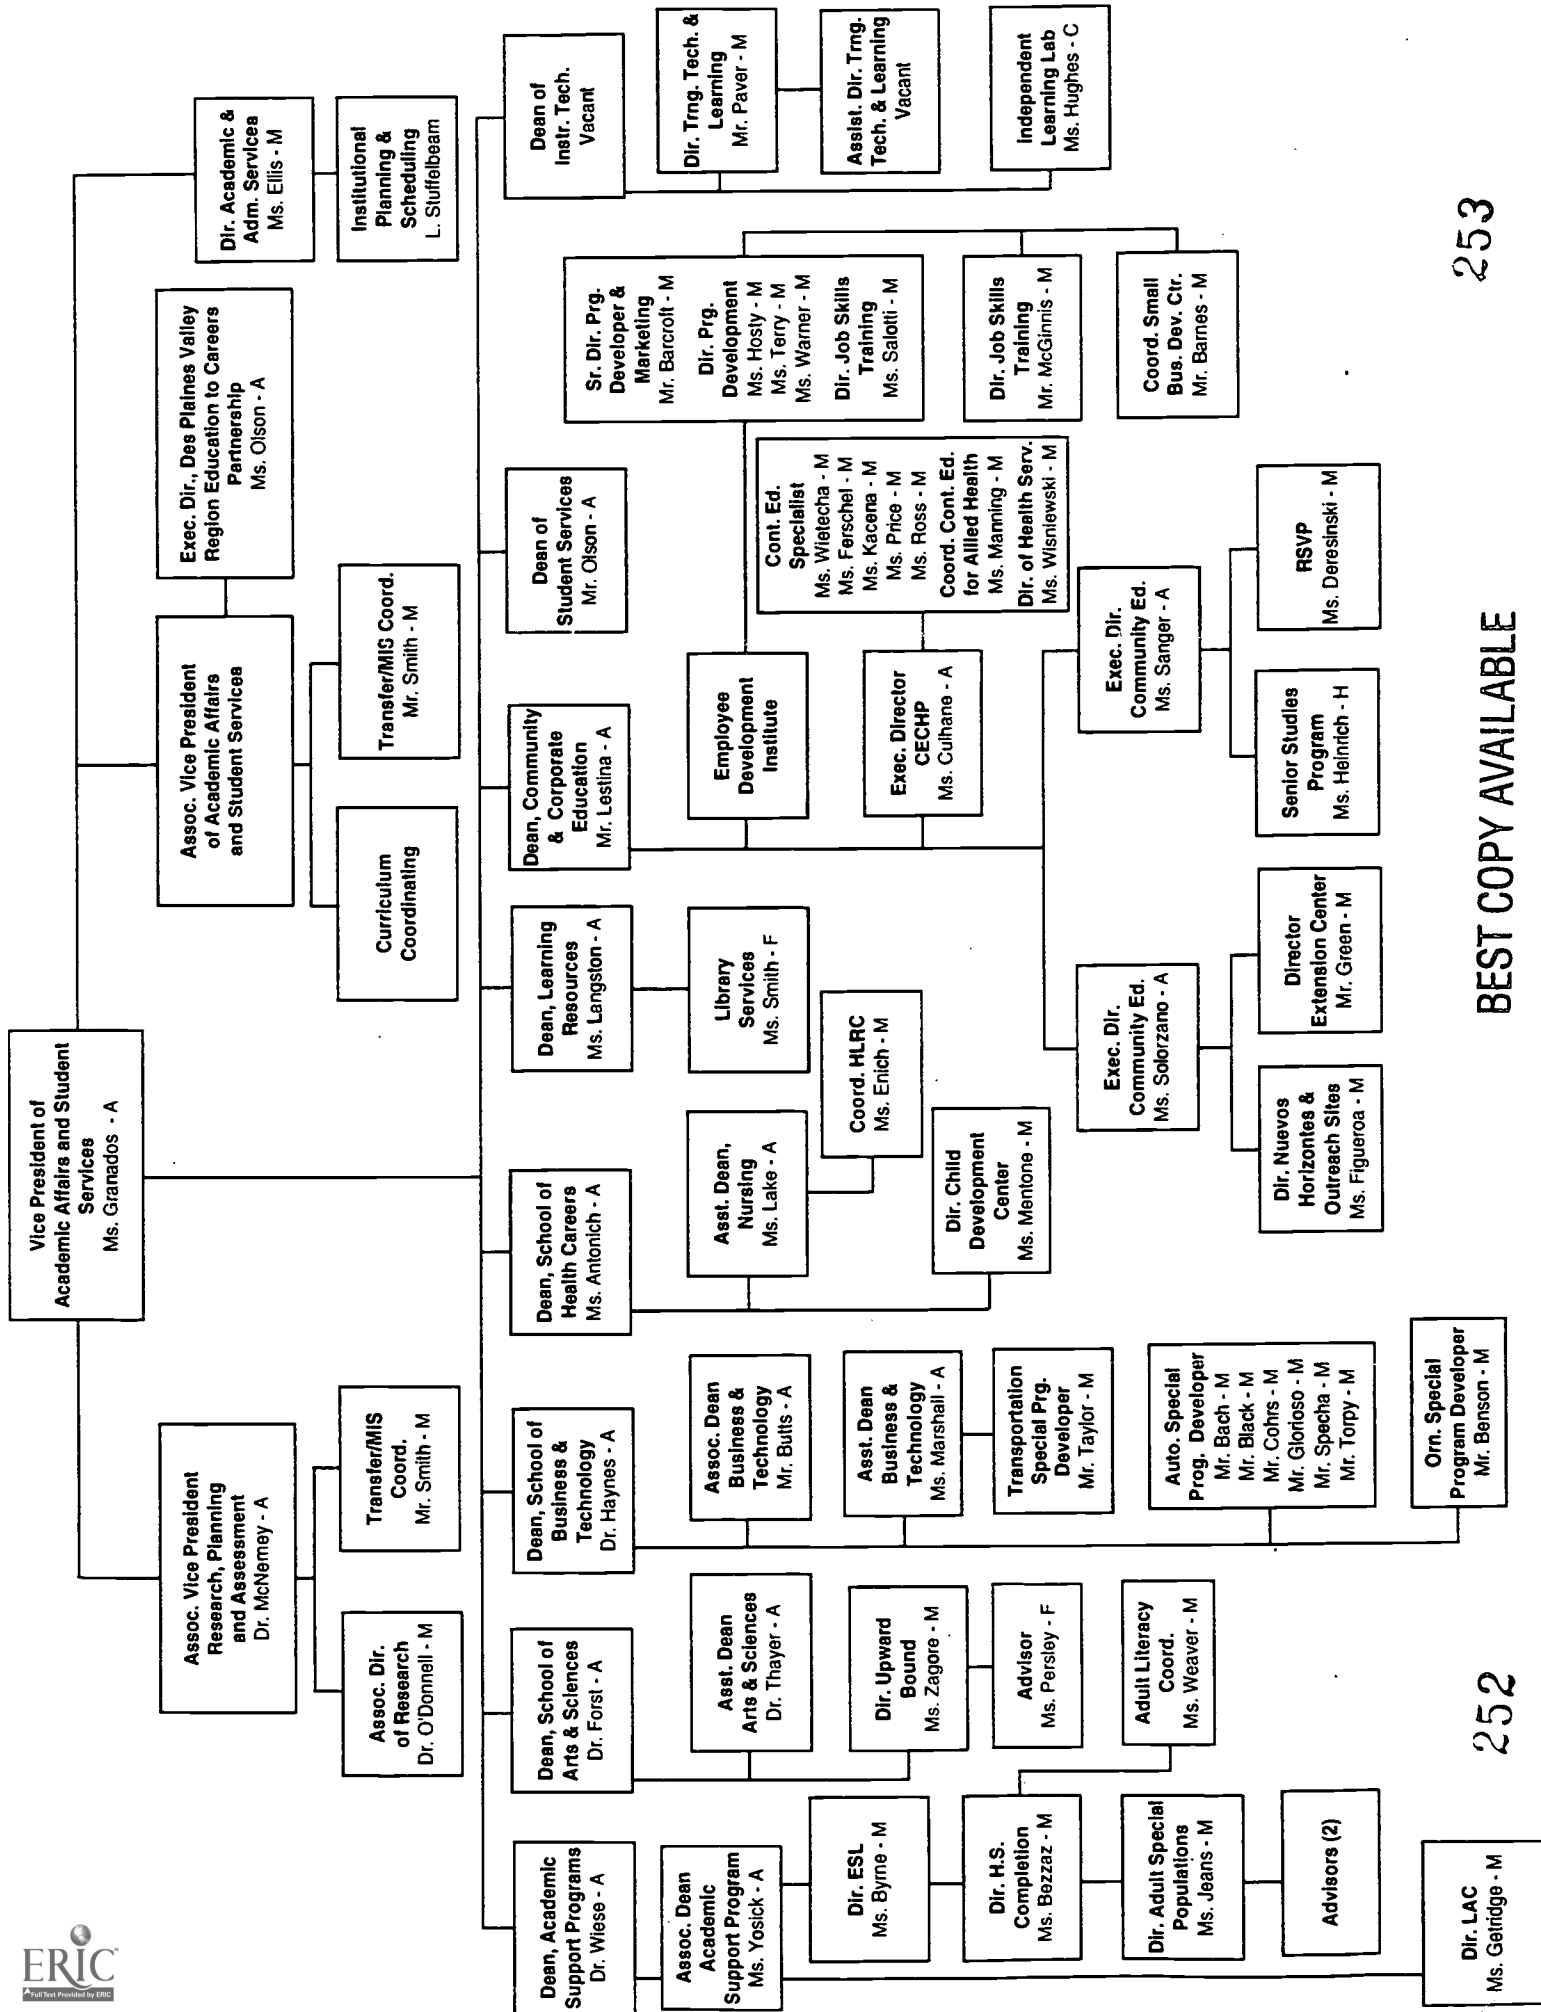 Vice President of
Academic Affairs and Student
Services
Ms. Granados - A
Assoc. Vice President
Research, Planning
and Assessment
Dr. McNerney - A
Assoc. Dir.
of Research
Dr. O'Donnell - M
Transfer/MIS
Coord.
Mr. Smith - M
Assoc. Vice President
of Academic Affairs
and Student Services
Exec. Dir., Des Plaines Valley
Region Education to Careers
Partnership
Ms. Olson - A
Curriculum
Coordinating
Transfer/MIS Coord.
Mr. Smith - M
Dir. Academic &
Adm. Services
Ms. Ellis - M
Institutional
Planning &
Scheduling
L. Stuffelbeam
Dean, Academic
Support Programs
Dr. Wiese - A
Assoc. Dean
Academic
Support Program
Ms. Yosick - A
Dir. ESL
Ms. Byrne - M
Dir. H.S.
Completion
Ms. Bezzaz - M
Dir. Adult Special
Populations
Ms. Jeans - M
Advisors (2)
Dir. LAC
Ms. Getridge - M
Adult Literacy
Coord.
Ms. Weaver - M
Dean, School of
Arts & Sciences
Dr. Forst - A
Asst. Dean
Arts & Sciences
Dr. Thayer - A
Dir. Upward
Bound
Ms. Zagore - M
Advisor
Ms. Persley - F
Dean, School of
Business &
Technology
Dr. Haynes - A
Assoc. Dean
Business &
Technology
Mr. Butts - A
Asst. Dean
Business &
Technology
Ms. Marshall - A
Transportation
Special Prg.
Developer
Mr. Taylor - M
Auto. Special
Prog. Developer
Mr. Bach - M
Mr. Black - M
Mr. Cohrs - M
Mr. Glorioso - M
Mr. Specha - M
Mr. Torpy - M
Orn. Special
Program Developer
Mr. Benson - M
Dean, School of
Health Careers
Ms. Antonich - A
Asst. Dean,
Nursing
Ms. Lake - A
Coord. HLRC
Ms. Enich - M
Dir. Child
Development
Center
Ms. Mentone - M
Dean, Learning
Resources
Ms. Langston - A
Library
Services
Ms. Smith - F
Dean, Community
& Corporate
Education
Mr. Lestina - A
Employee
Development
Institute
Sr. Dir. Prg.
Developer &
Marketing
Mr. Barcroft - M
Dir. Prg.
Development
Ms. Hosty - M
Ms. Terry - M
Ms. Warner - M
Dir. Job Skills
Training
Ms. Salotti - M
Dir. Job Skills
Training
Mr. McGinnis - M
Coord. Small
Bus. Dev. Ctr.
Mr. Barnes - M
Exec. Director
CECHP
Ms. Culhane - A
Cont. Ed.
Specialist
Ms. Wietecha - M
Ms. Ferschel - M
Ms. Kacena - M
Ms. Price - M
Ms. Ross - M
Coord. Cont. Ed.
for Allied Health
Ms. Manning - M
Dir. of Health Serv.
Ms. Wisniewski - M
Exec. Dir.
Community Ed.
Ms. Solorzano - A
Dir. Nuevos
Horizontes &
Outreach Sites
Ms. Figueroa - M
Director
Extension Center
Mr. Green - M
Exec. Dir.
Community Ed.
Ms. Sanger - A
Senior Studies
Program
Ms. Heinrich - H
RSVP
Ms. Deresinski - M
Dean of
Student Services
Mr. Olson - A
Dean of
Instr. Tech.
Vacant
Dir. Trng. Tech. &
Learning
Mr. Paver - M
Assist. Dir. Trng.
Tech. & Learning
Vacant
Independent
Learning Lab
Ms. Hughes - C
252
253
BEST COPY AVAILABLE
ERIC
Full Text Provided by ERIC